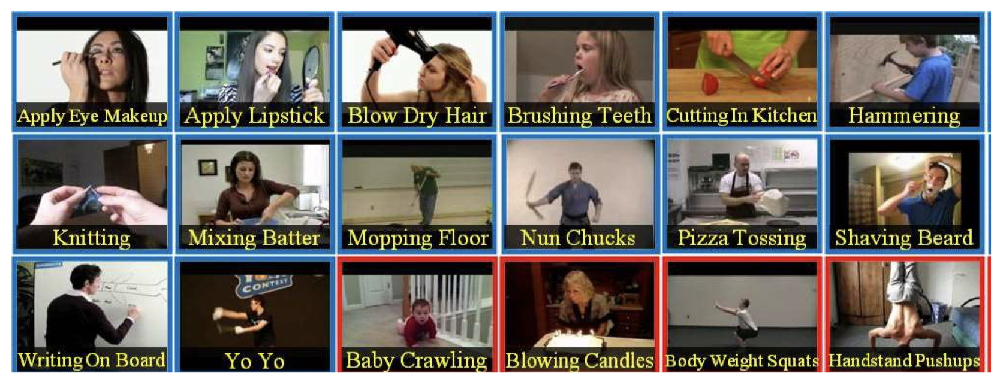 Apply Eye Makeup
Apply Lipstick
Blow Dry Hair
Brushing Teeth
Cutting In Kitchen
Hammering
Knitting
Mixing Batter
Mopping Floor
Nun Chucks
Pizza Tossing
Shaving Beard
CONTEST
Writing On Board
Yo Yo
Baby Crawling
Blowing Candles
Body Weight Squats
Handstand Pushups